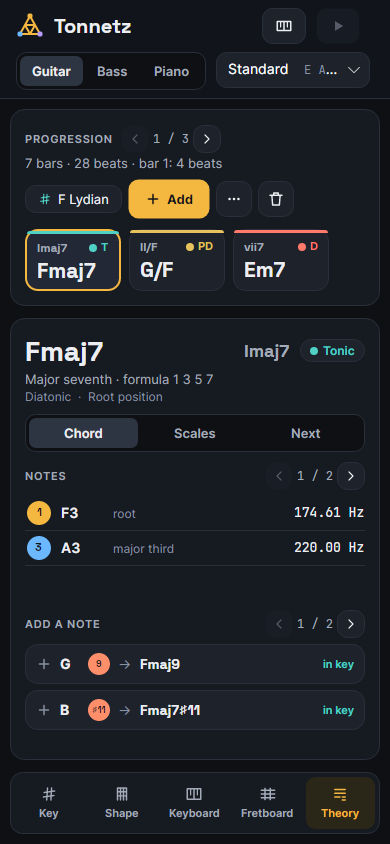 Tonnetz
Guitar Bass Piano Standard E A…
PROGRESSION 1 / 3
7 bars · 28 beats · bar 1: 4 beats
F Lydian + Add ...
Imaj7 T II/F PD vii7 D
Fmaj7 G/F Em7
Fmaj7 Imaj7 Tonic
Major seventh · formula 1 3 5 7
Diatonic · Root position
Chord Scales Next
NOTES 1 / 2
1 F3 root 174.61 Hz
3 A3 major third 220.00 Hz
ADD A NOTE 1 / 2
+ G 9 → Fmaj9 in key
+ B ♯11 → Fmaj7♯11 in key
Key Shape Keyboard Fretboard Theory